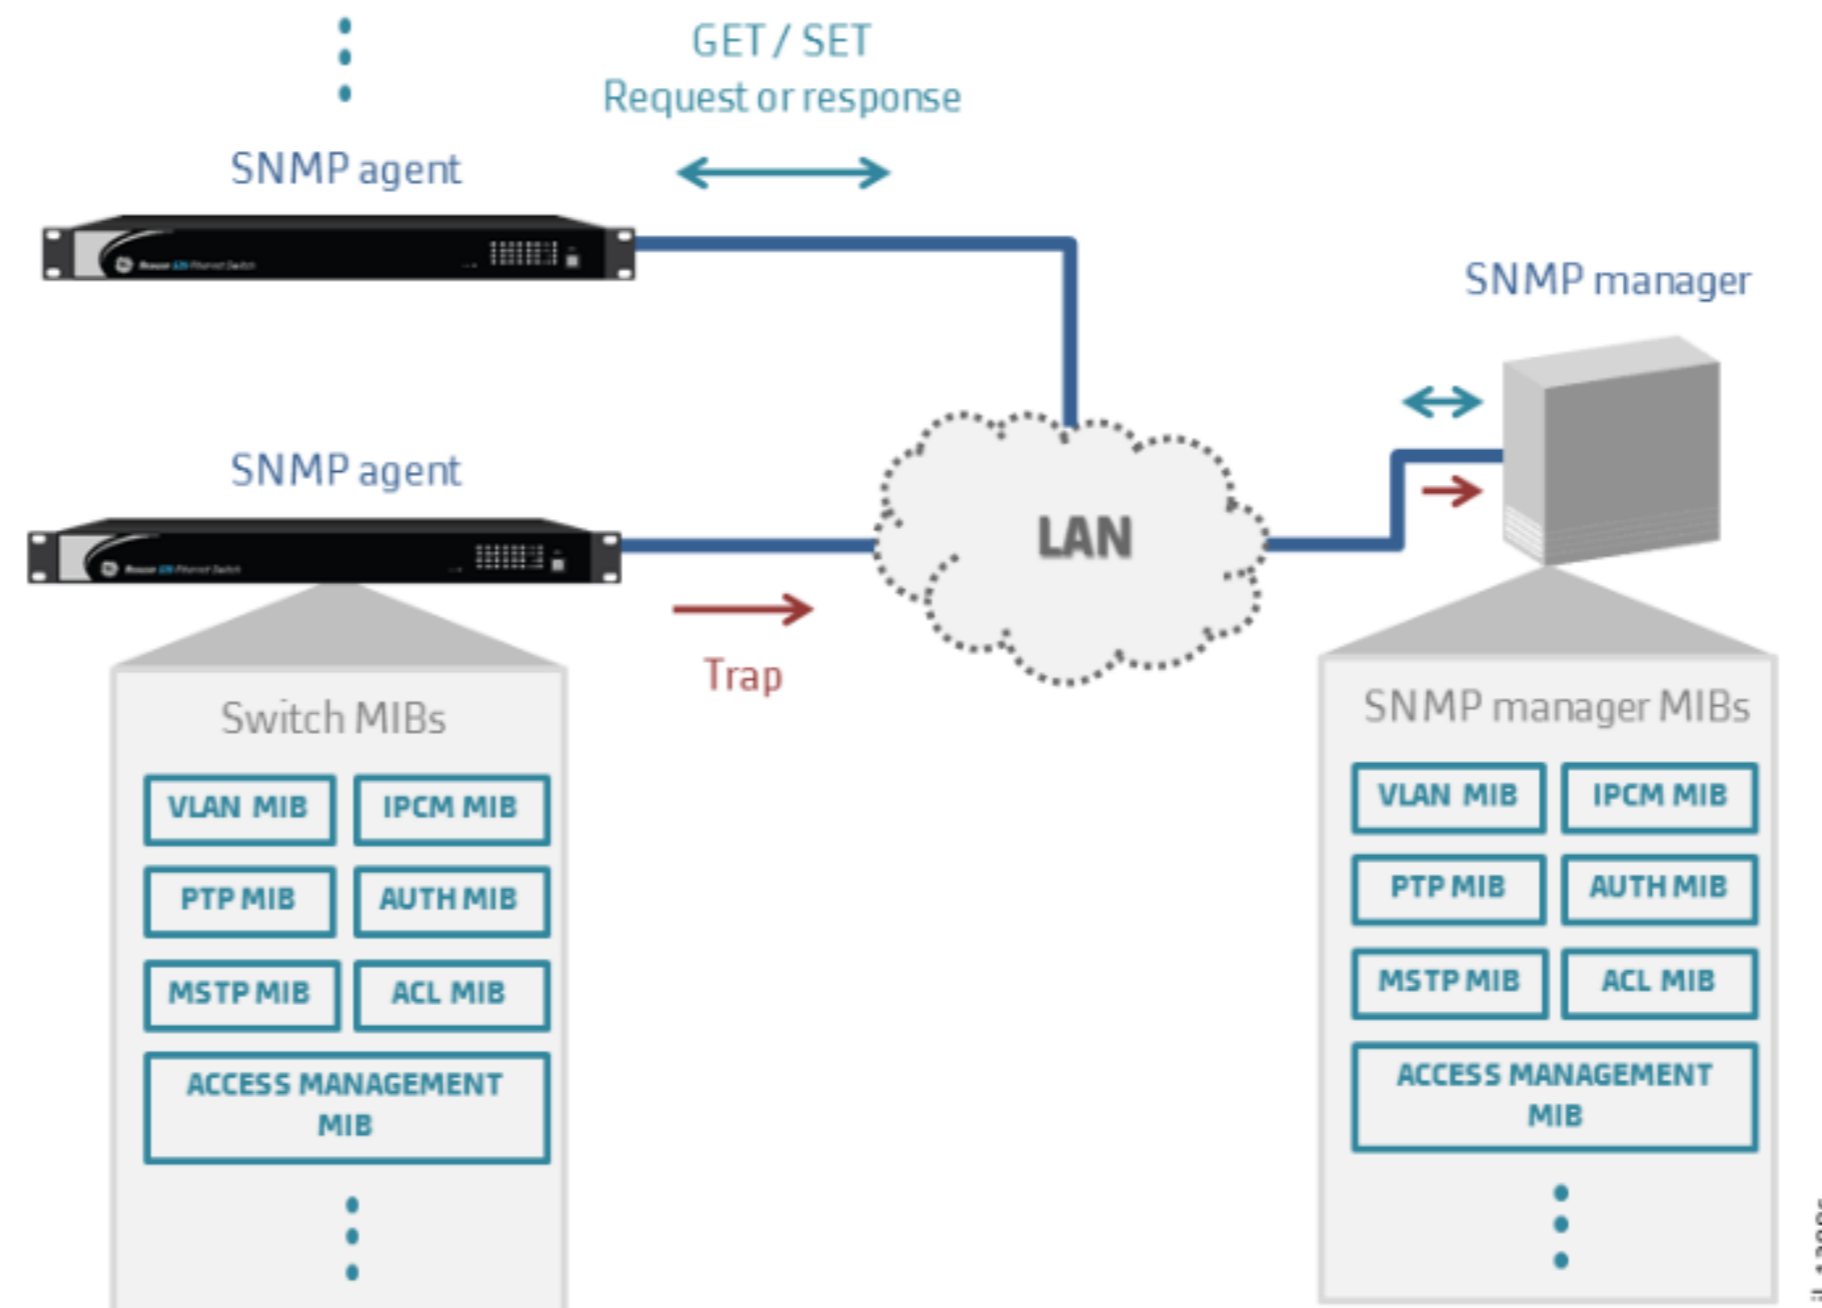 GET / SET
Request or response
SNMP agent
SNMP manager
SNMP agent
LAN
Trap
Switch MIBs
VLAN MIB
IPCM MIB
PTP MIB
AUTH MIB
MSTP MIB
ACL MIB
ACCESS MANAGEMENT
MIB
SNMP manager MIBs
VLAN MIB
IPCM MIB
PTP MIB
AUTH MIB
MSTP MIB
ACL MIB
ACCESS MANAGEMENT
MIB